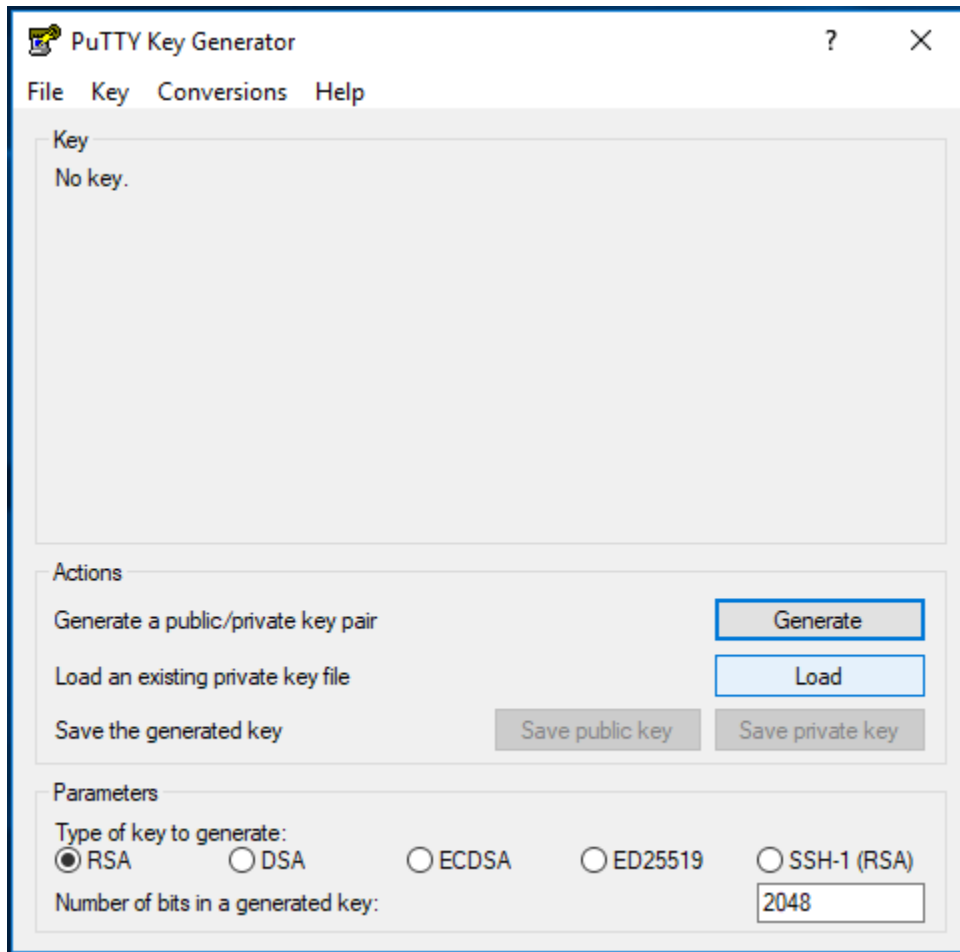 PuTTY Key Generator ? ×
File Key Conversions Help
Key
No key.
Actions
Generate a public/private key pair Generate
Load an existing private key file Load
Save the generated key Save public key Save private key
Parameters
Type of key to generate:
RSA DSA ECDSA ED25519 SSH-1 (RSA)
Number of bits in a generated key: 2048